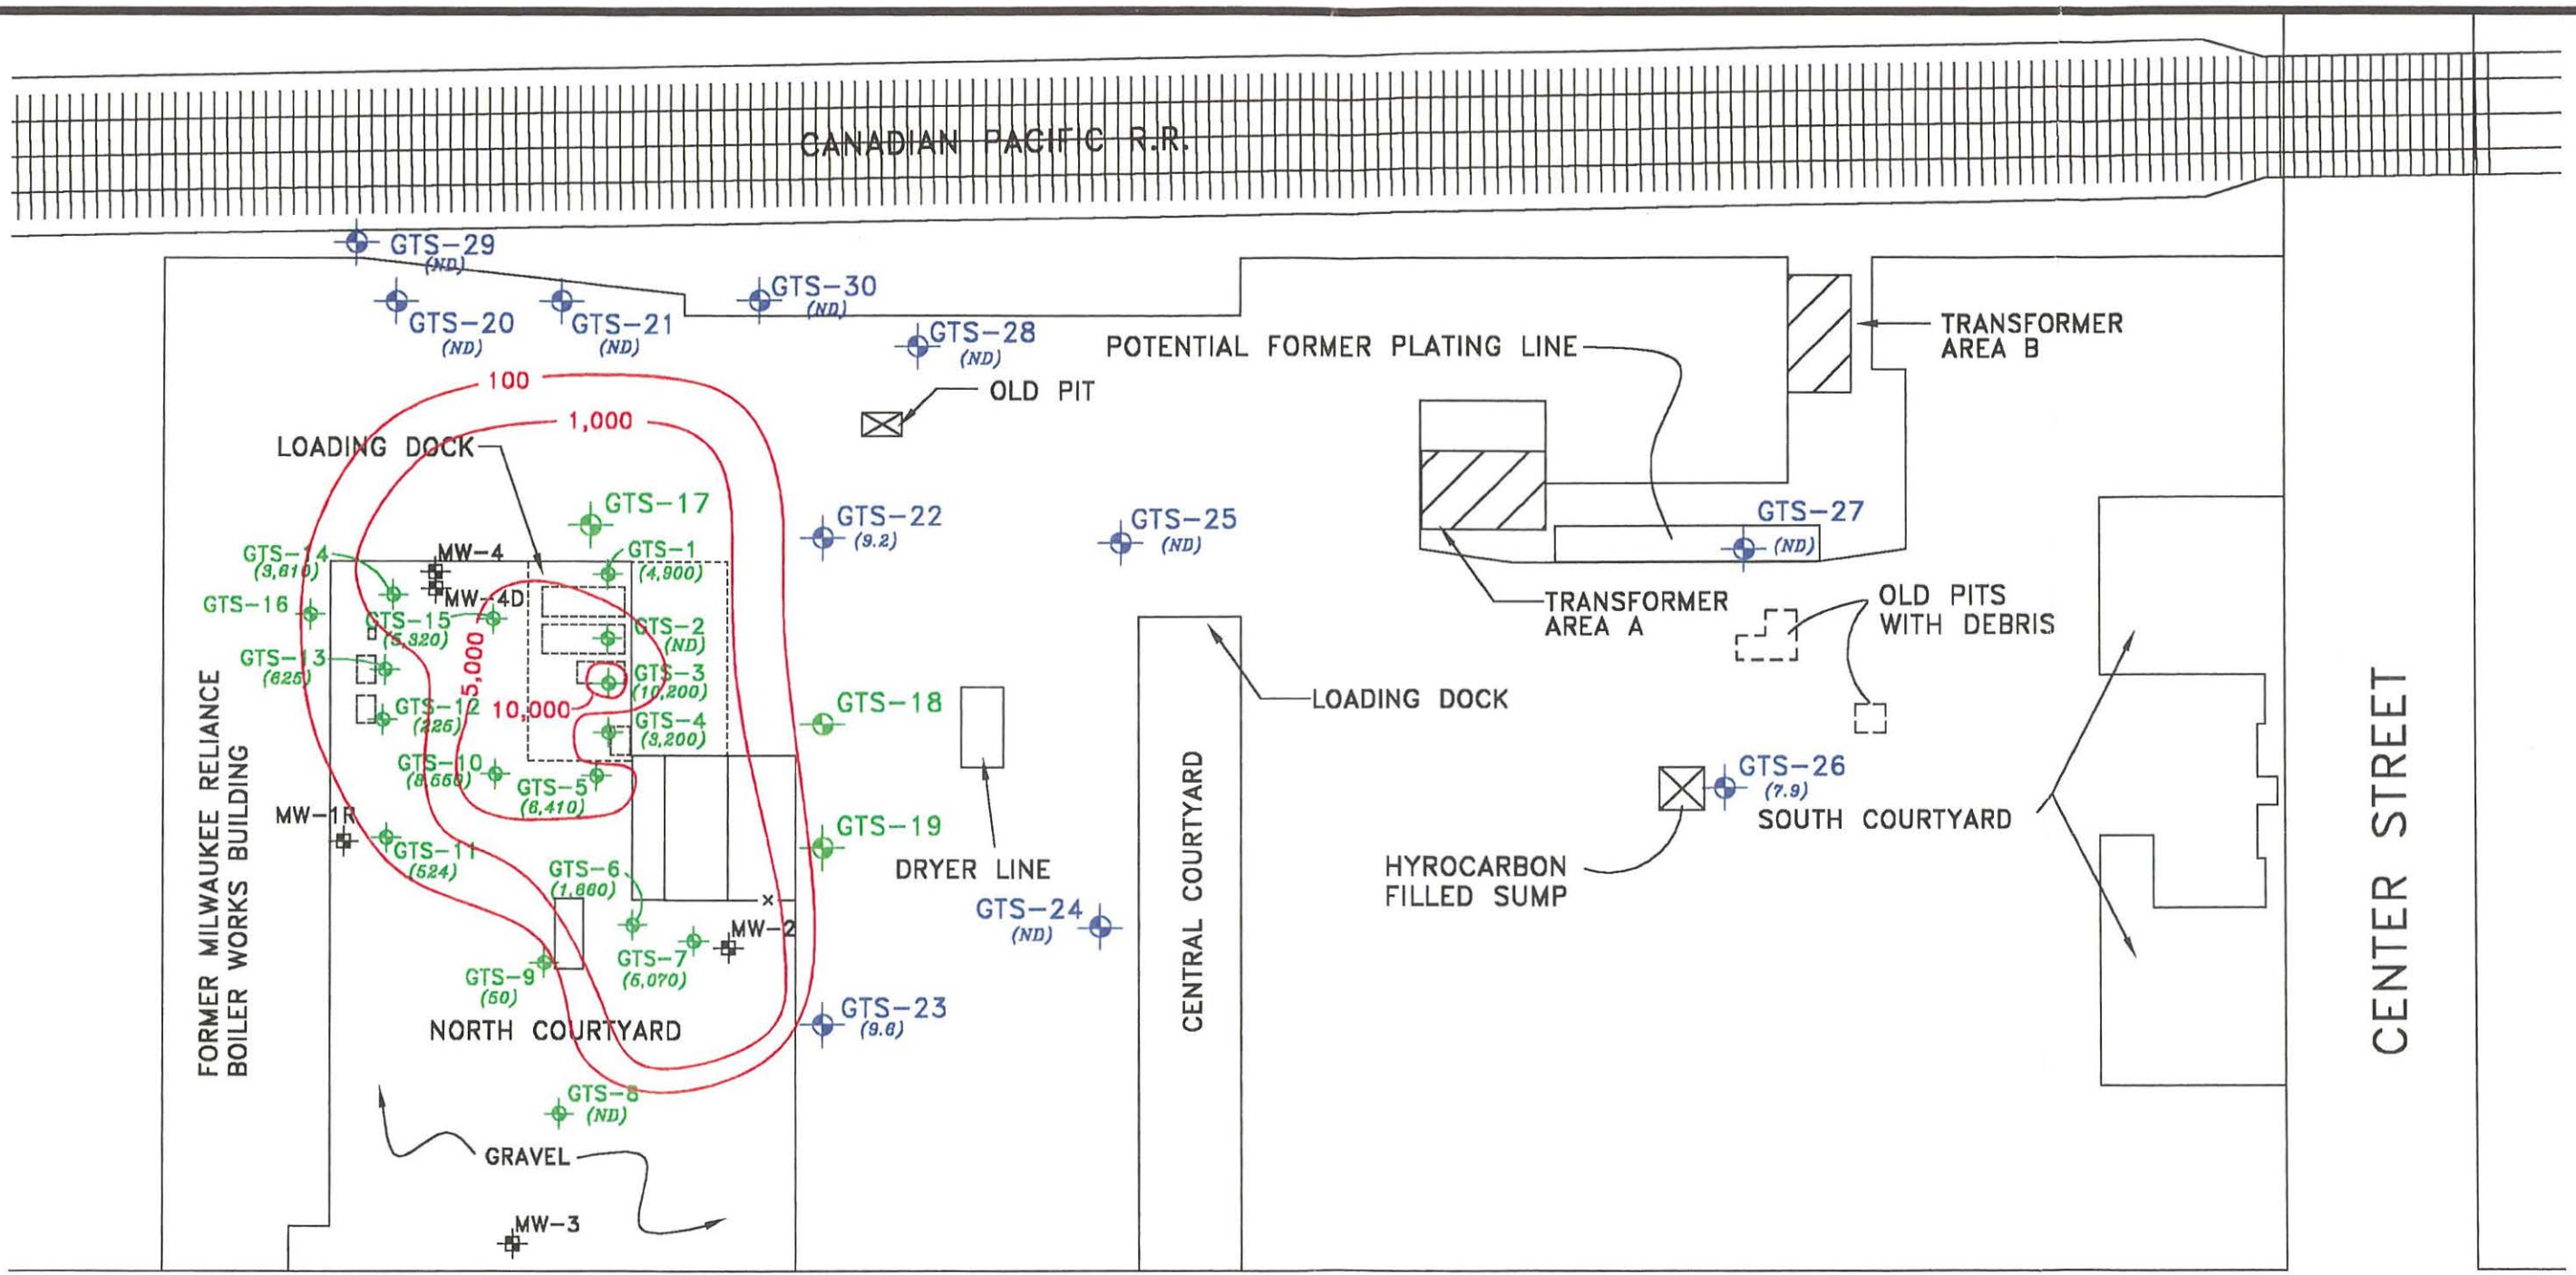 CANADIAN PACIFIC R.R.
GTS-29
(ND)
GTS-20
(ND)
GTS-21
(ND)
GTS-30
(ND)
GTS-28
(ND)
POTENTIAL FORMER PLATING LINE
TRANSFORMER
AREA B
OLD PIT
100
1,000
LOADING DOCK
GTS-17
GTS-22
(9.2)
GTS-25
(ND)
GTS-27
(ND)
GTS-14
(3,610)
MW-4
MW-4D
GTS-1
(4,900)
GTS-16
GTS-15
(5,320)
GTS-2
(ND)
GTS-13
(625)
5,000
GTS-3
(10,200)
10,000
GTS-12
(225)
GTS-4
(3,200)
GTS-18
GTS-10
(8,550)
GTS-5
(6,410)
MW-1R
GTS-11
(524)
GTS-19
GTS-6
(1,660)
MW-2
GTS-7
(5,070)
GTS-9
(50)
NORTH COURTYARD
GTS-8
(ND)
GRAVEL
MW-3
FORMER MILWAUKEE RELIANCE
BOILER WORKS BUILDING
DRYER LINE
GTS-24
(ND)
GTS-23
(9.6)
CENTRAL COURTYARD
LOADING DOCK
TRANSFORMER
AREA A
OLD PITS
WITH DEBRIS
GTS-26
(7.9)
SOUTH COURTYARD
HYROCARBON
FILLED SUMP
CENTER STREET